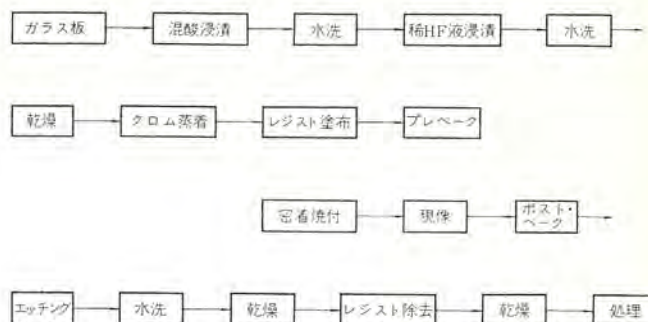 ガラス板 混酸浸漬 水洗 稀HF液浸漬 水洗
乾燥 クロム蒸着 レジスト塗布 プレベーク
密着焼付 現像 ポスト・
ベーク
エッチング 水洗 乾燥 レジスト除去 乾燥 処理